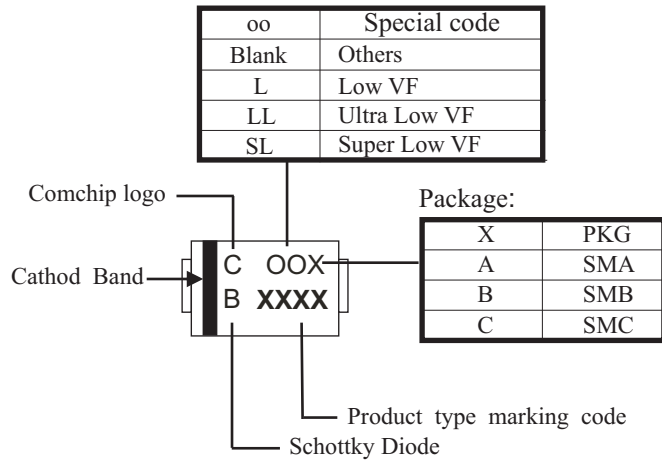 oo Special code
Blank Others
L Low VF
LL Ultra Low VF
SL Super Low VF
Comchip logo
Package:
X PKG
A SMA
B SMB
C SMC
Cathod Band
C OOX
B XXXX
Product type marking code
Schottky Diode